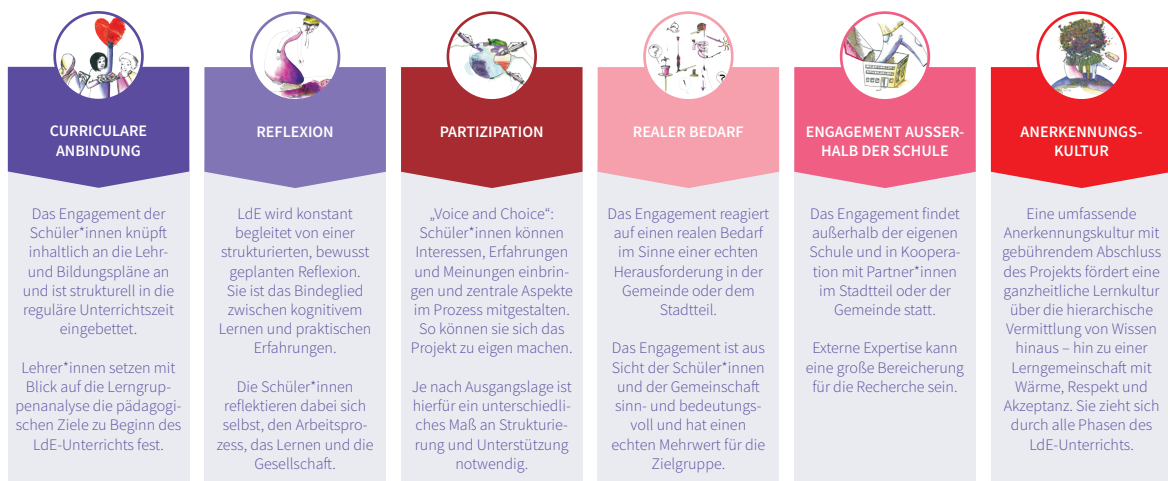 CURRICULARE
ANBINDUNG
Das Engagement der
Schüler*innen knüpft
inhaltlich an die Lehr-
und Bildungspläne an
und ist strukturell in die
reguläre Unterrichtszeit
eingebettet.
Lehrer*innen setzen mit
Blick auf die Lerngrup-
penanalyse die pädagogi-
schen Ziele zu Beginn des
LdE-Unterrichts fest.
REFLEXION
LdE wird konstant
begleitet von einer
strukturierten, bewusst
geplanten Reflexion.
Sie ist das Bindeglied
zwischen kognitivem
Lernen und praktischen
Erfahrungen.
Die Schüler*innen
reflektieren dabei sich
selbst, den Arbeitspro-
zess, das Lernen und die
Gesellschaft.
PARTIZIPATION
„Voice and Choice“:
Schüler*innen können
Interessen, Erfahrungen
und Meinungen einbrin-
gen und zentrale Aspekte
im Prozess mitgestalten.
So können sie sich das
Projekt zu eigen machen.
Je nach Ausgangslage ist
hierfür ein unterschiedli-
ches Maß an Strukturie-
rung und Unterstützung
notwendig.
REALER BEDARF
Das Engagement reagiert
auf einen realen Bedarf
im Sinne einer echten
Herausforderung in der
Gemeinde oder dem
Stadtteil.
Das Engagement ist aus
Sicht der Schüler*innen
und der Gemeinschaft
sinn- und bedeutungs-
voll und hat einen
echten Mehrwert für die
Zielgruppe.
ENGAGEMENT AUSSER-
HALB DER SCHULE
Das Engagement findet
außerhalb der eigenen
Schule und in Koopera-
tion mit Partner*innen
im Stadtteil oder der
Gemeinde statt.
Externe Expertise kann
eine große Bereicherung
für die Recherche sein.
ANERKENNUNGS-
KULTUR
Eine umfassende
Anerkennungskultur mit
gebührendem Abschluss
des Projekts fördert eine
ganzheitliche Lernkultur
über die hierarchische
Vermittlung von Wissen
hinaus – hin zu einer
Lerngemeinschaft mit
Wärme, Respekt und
Akzeptanz. Sie zieht sich
durch alle Phasen des
LdE-Unterrichts.